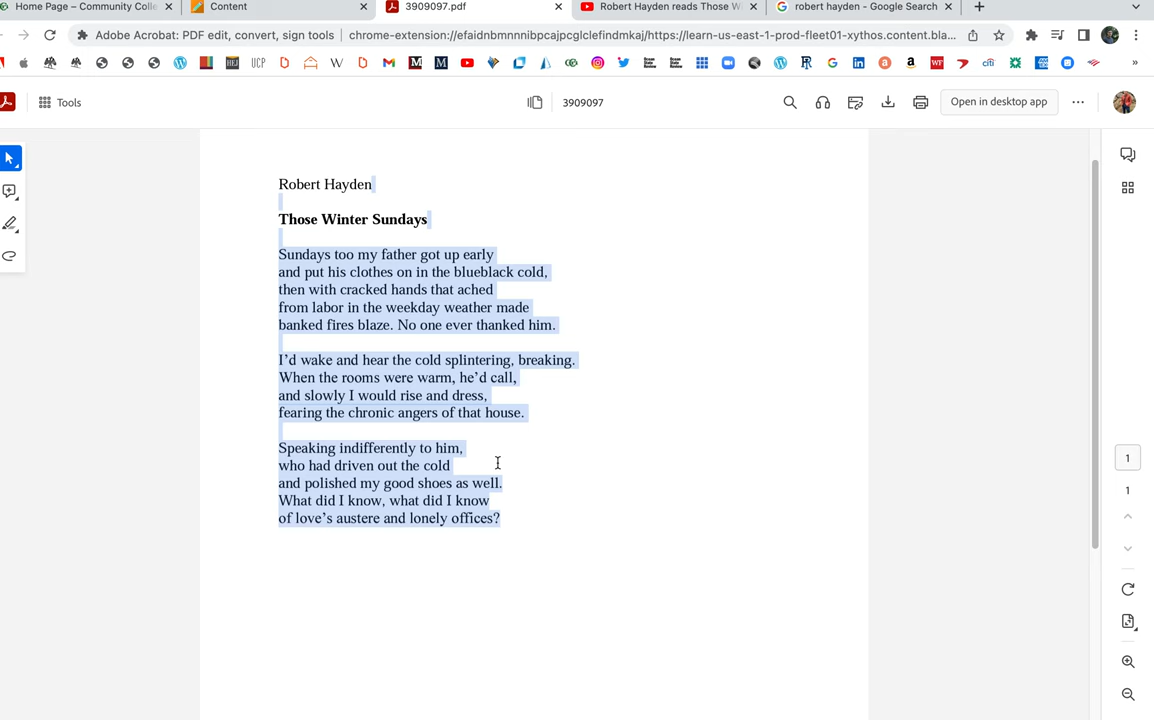 Home Page – Community Colle
Content
3909097.pdf
Robert Hayden reads Those W
robert hayden - Google Search
Adobe Acrobat: PDF edit, convert, sign tools
chrome-extension://efaidnbmnnnibpcajpcglclefindmkaj/https://learn-us-east-1-prod-fleet01-xythos.content.bla...
Tools
3909097
Open in desktop app
Robert Hayden
Those Winter Sundays
Sundays too my father got up early
and put his clothes on in the blueblack cold,
then with cracked hands that ached
from labor in the weekday weather made
banked fires blaze. No one ever thanked him.
I’d wake and hear the cold splintering, breaking.
When the rooms were warm, he’d call,
and slowly I would rise and dress,
fearing the chronic angers of that house.
Speaking indifferently to him,
who had driven out the cold
and polished my good shoes as well.
What did I know, what did I know
of love’s austere and lonely offices?
1
1